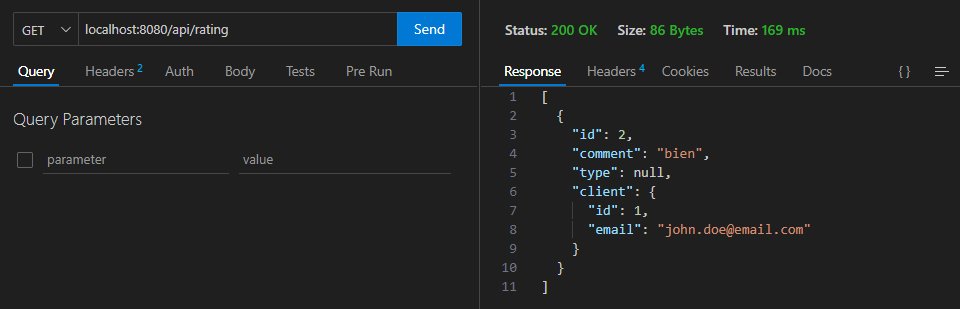 GET localhost:8080/api/rating Send
Query Headers 2 Auth Body Tests Pre Run
Query Parameters
parameter value
Status: 200 OK Size: 86 Bytes Time: 169 ms
Response Headers 4 Cookies Results Docs { }
1 [
2 {
3 "id": 2,
4 "comment": "bien",
5 "type": null,
6 "client": {
7 "id": 1,
8 "email": "john.doe@email.com"
9 }
10 }
11 ]